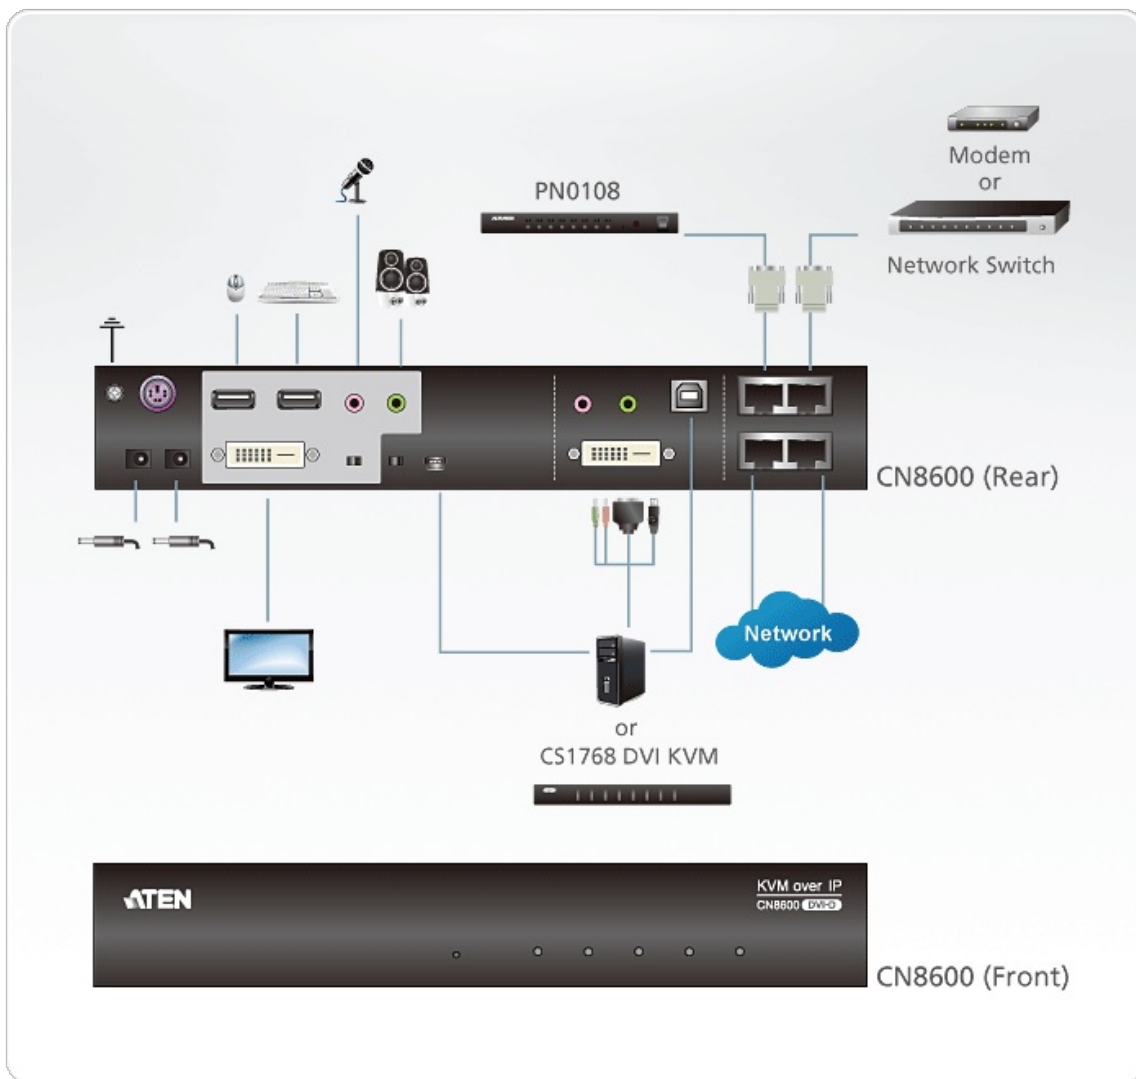 Modem
or
Network Switch
PN0108
CN8600 (Rear)
Network
or
CS1768 DVI KVM
ATEN
KVM over IP
CN8600 DVI-D
CN8600 (Front)